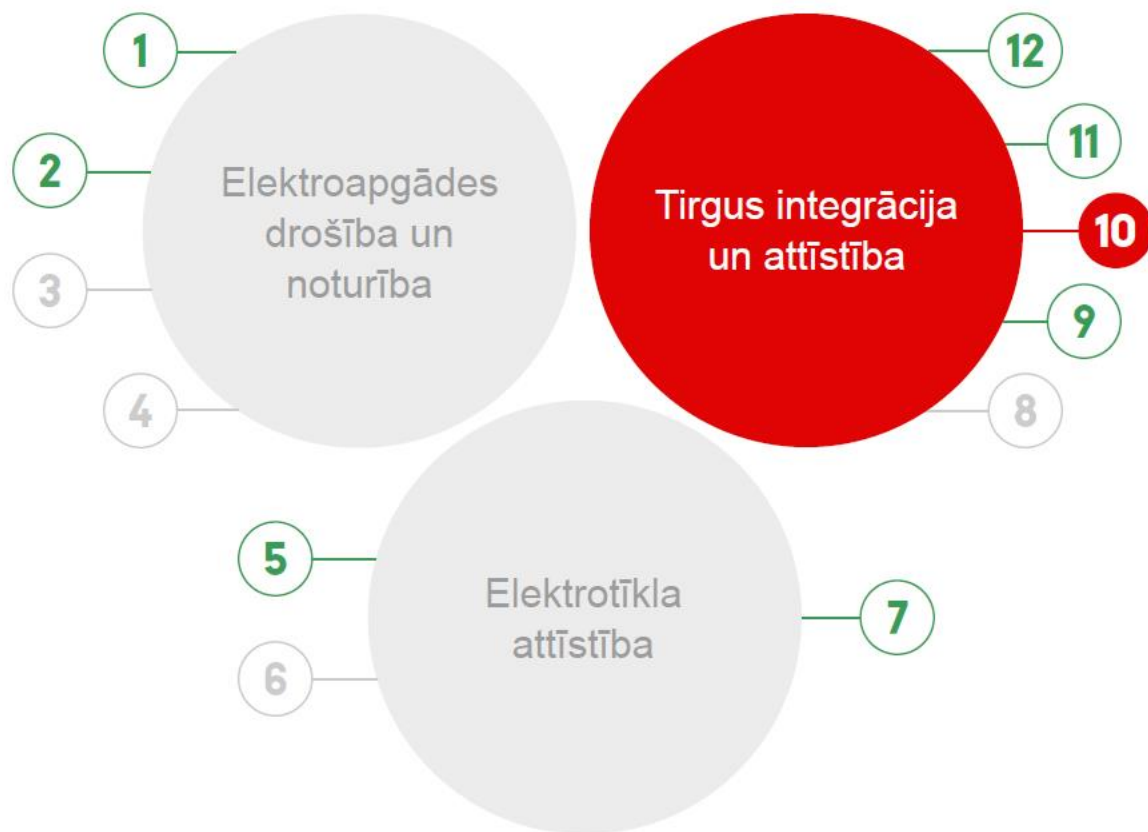 1
2
3
4
Elektroapgādes
drošība un
noturība
Tirgus integrācija
un attīstība
12
11
10
9
8
5
6
Elektrotīkla
attīstība
7